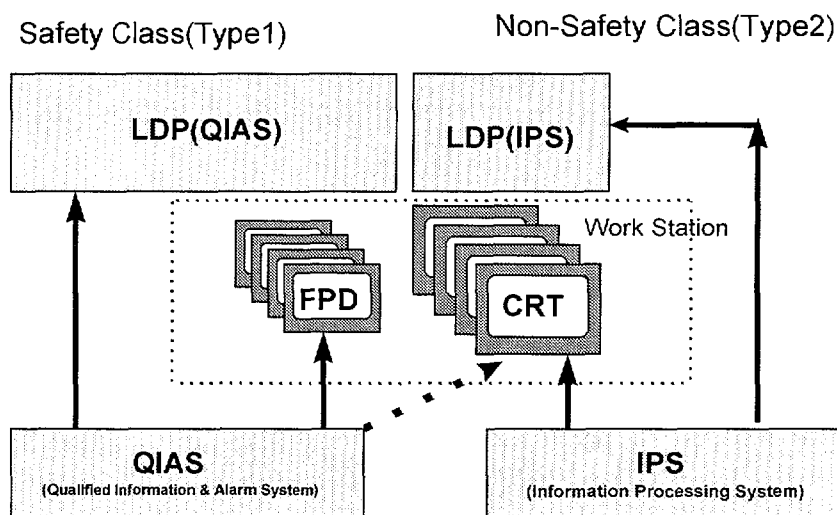 Safety Class(Type1)
Non-Safety Class(Type2)
LDP(QIAS)
LDP(IPS)
Work Station
FPD
CRT
QIAS
(Qualified Information & Alarm System)
IPS
(Information Processing System)